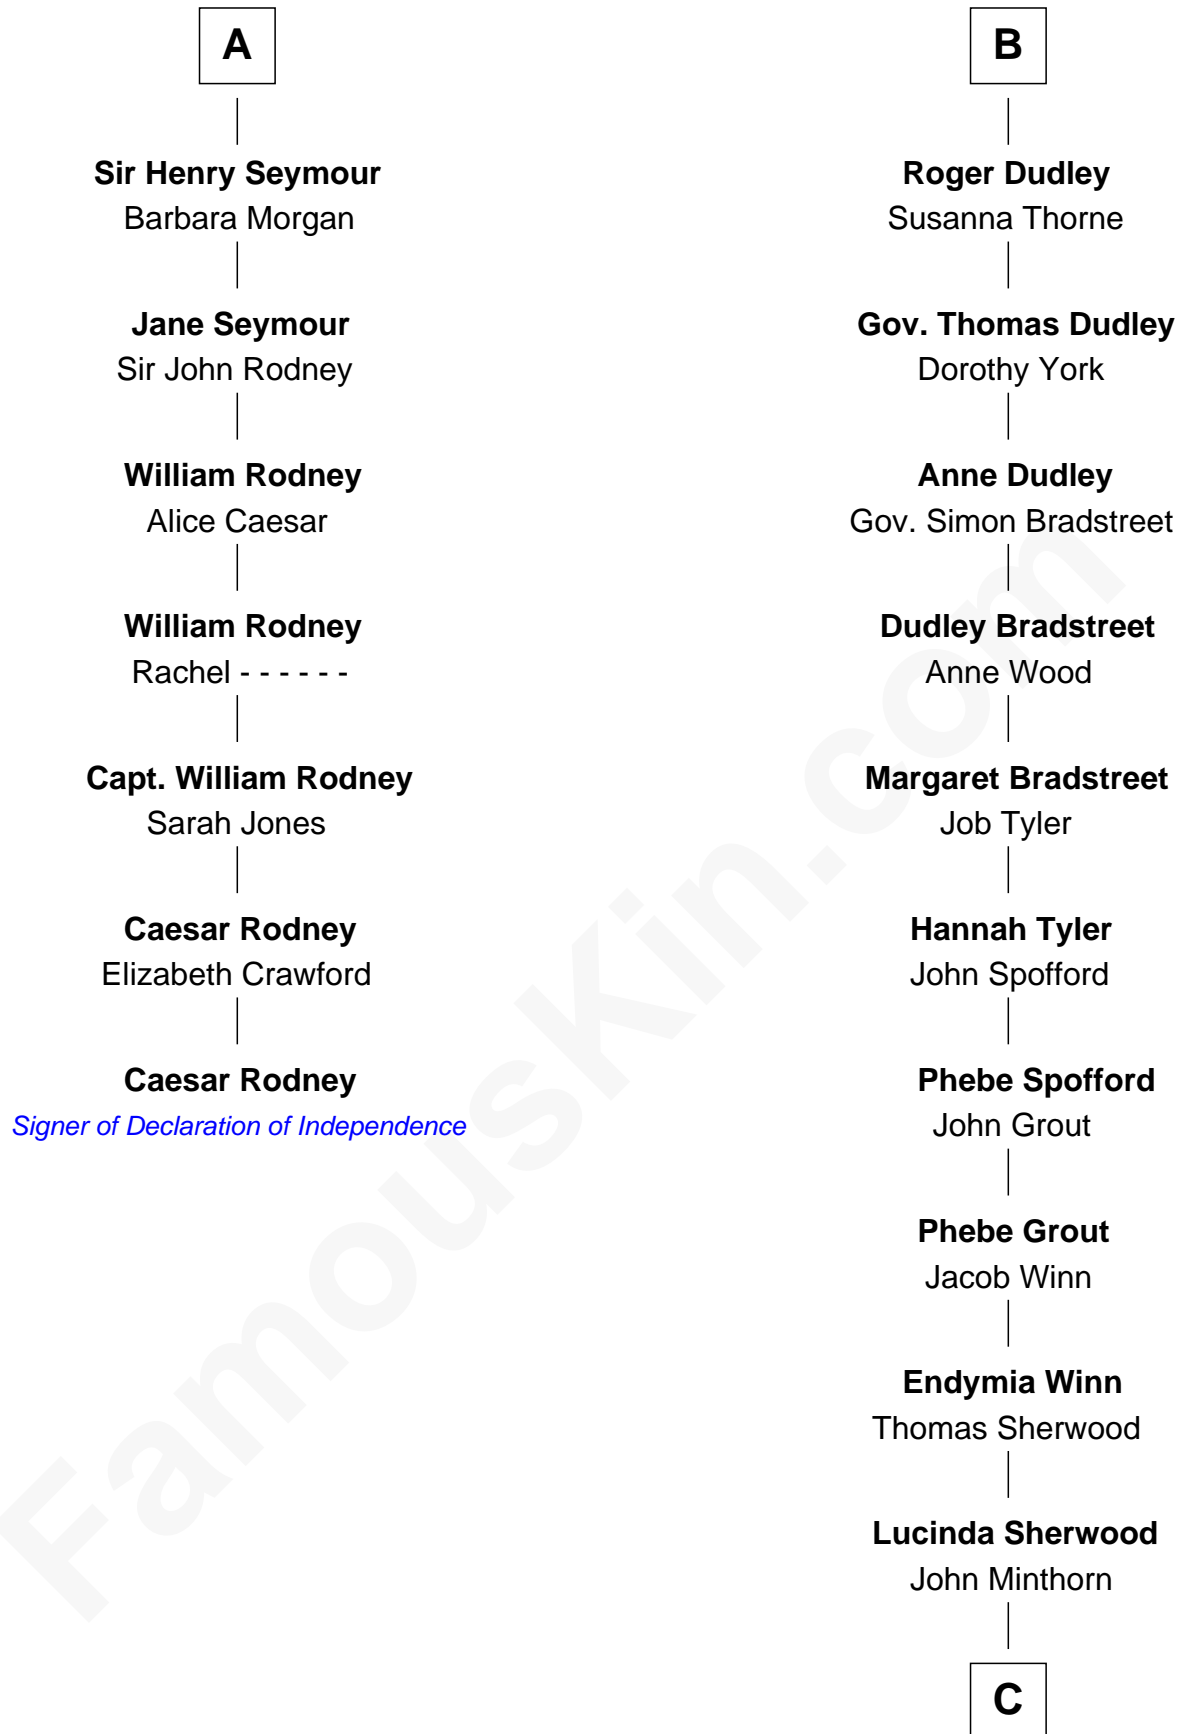 A
Sir Henry Seymour
Barbara Morgan
Jane Seymour
Sir John Rodney
William Rodney
Alice Caesar
William Rodney
Rachel - - - - - -
Capt. William Rodney
Sarah Jones
Caesar Rodney
Elizabeth Crawford
Caesar Rodney
Signer of Declaration of Independence
B
Roger Dudley
Susanna Thorne
Gov. Thomas Dudley
Dorothy York
Anne Dudley
Gov. Simon Bradstreet
Dudley Bradstreet
Anne Wood
Margaret Bradstreet
Job Tyler
Hannah Tyler
John Spofford
Phebe Spofford
John Grout
Phebe Grout
Jacob Winn
Endymia Winn
Thomas Sherwood
Lucinda Sherwood
John Minthorn
C
FamousKin.com